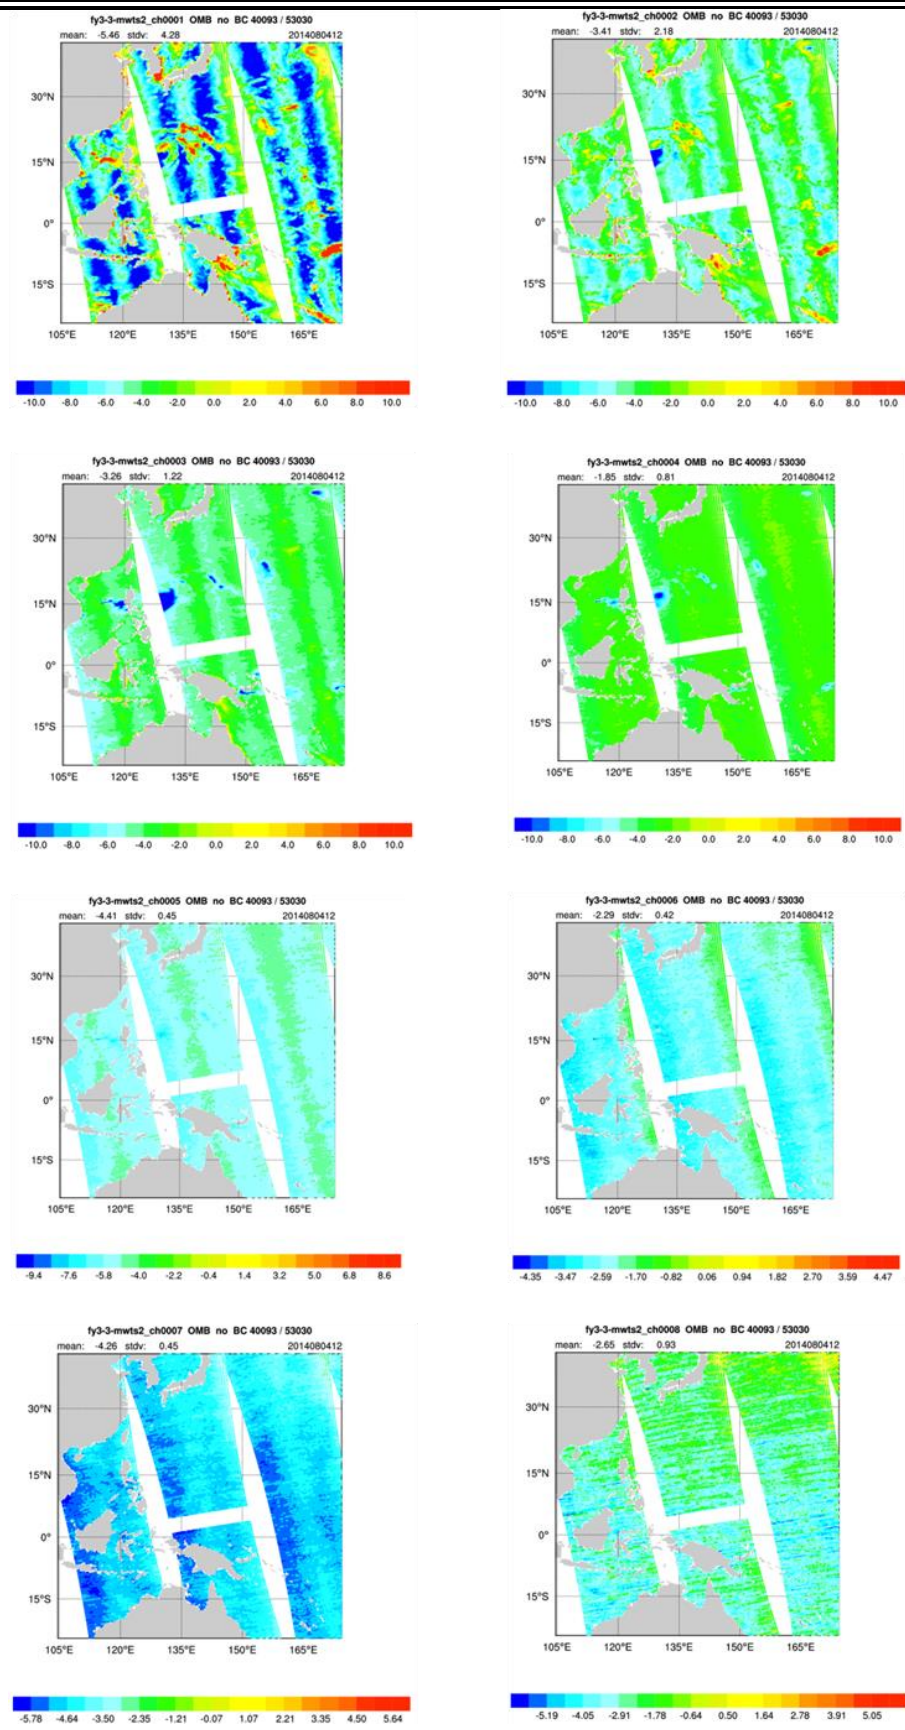 fy3-3-mwts2_ch0001 OMB no BC 40093 / 53030
mean: -5.46 stdv: 4.28 2014080412
30°N
15°N
0°
15°S
105°E 120°E 135°E 150°E 165°E
-10.0 -8.0 -6.0 -4.0 -2.0 0.0 2.0 4.0 6.0 8.0 10.0
fy3-3-mwts2_ch0002 OMB no BC 40093 / 53030
mean: -3.41 stdv: 2.18 2014080412
30°N
15°N
0°
15°S
105°E 120°E 135°E 150°E 165°E
-10.0 -8.0 -6.0 -4.0 -2.0 0.0 2.0 4.0 6.0 8.0 10.0
fy3-3-mwts2_ch0003 OMB no BC 40093 / 53030
mean: -3.26 stdv: 1.22 2014080412
30°N
15°N
0°
15°S
105°E 120°E 135°E 150°E 165°E
-10.0 -8.0 -6.0 -4.0 -2.0 0.0 2.0 4.0 6.0 8.0 10.0
fy3-3-mwts2_ch0004 OMB no BC 40093 / 53030
mean: -1.85 stdv: 0.81 2014080412
30°N
15°N
0°
15°S
105°E 120°E 135°E 150°E 165°E
-10.0 -8.0 -6.0 -4.0 -2.0 0.0 2.0 4.0 6.0 8.0 10.0
fy3-3-mwts2_ch0005 OMB no BC 40093 / 53030
mean: -4.41 stdv: 0.45 2014080412
30°N
15°N
0°
15°S
105°E 120°E 135°E 150°E 165°E
-9.4 -7.6 -5.8 -4.0 -2.2 -0.4 1.4 3.2 5.0 6.8 8.6
fy3-3-mwts2_ch0006 OMB no BC 40093 / 53030
mean: -2.29 stdv: 0.42 2014080412
30°N
15°N
0°
15°S
105°E 120°E 135°E 150°E 165°E
-4.35 -3.47 -2.59 -1.70 -0.82 0.06 0.94 1.82 2.70 3.59 4.47
fy3-3-mwts2_ch0007 OMB no BC 40093 / 53030
mean: -4.26 stdv: 0.45 2014080412
30°N
15°N
0°
15°S
105°E 120°E 135°E 150°E 165°E
-5.78 -4.64 -3.50 -2.35 -1.21 -0.07 1.07 2.21 3.35 4.50 5.64
fy3-3-mwts2_ch0008 OMB no BC 40093 / 53030
mean: -2.65 stdv: 0.93 2014080412
30°N
15°N
0°
15°S
105°E 120°E 135°E 150°E 165°E
-5.19 -4.05 -2.91 -1.78 -0.64 0.50 1.64 2.78 3.91 5.05